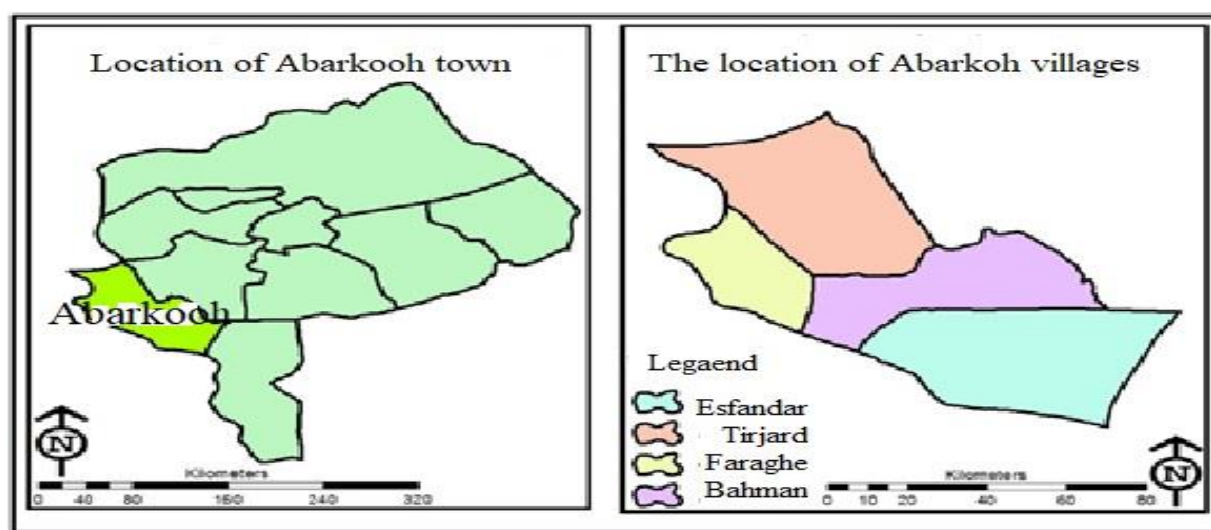 Location of Abarkooh town
Abarkooh
N
Kilometers
0 40 80 160 240 320
The location of Abarkoh villages
Legaend
Esfandar
Tirjard
Faraghe
Bahman
N
Kilometers
0 5 10 20 40 60 80